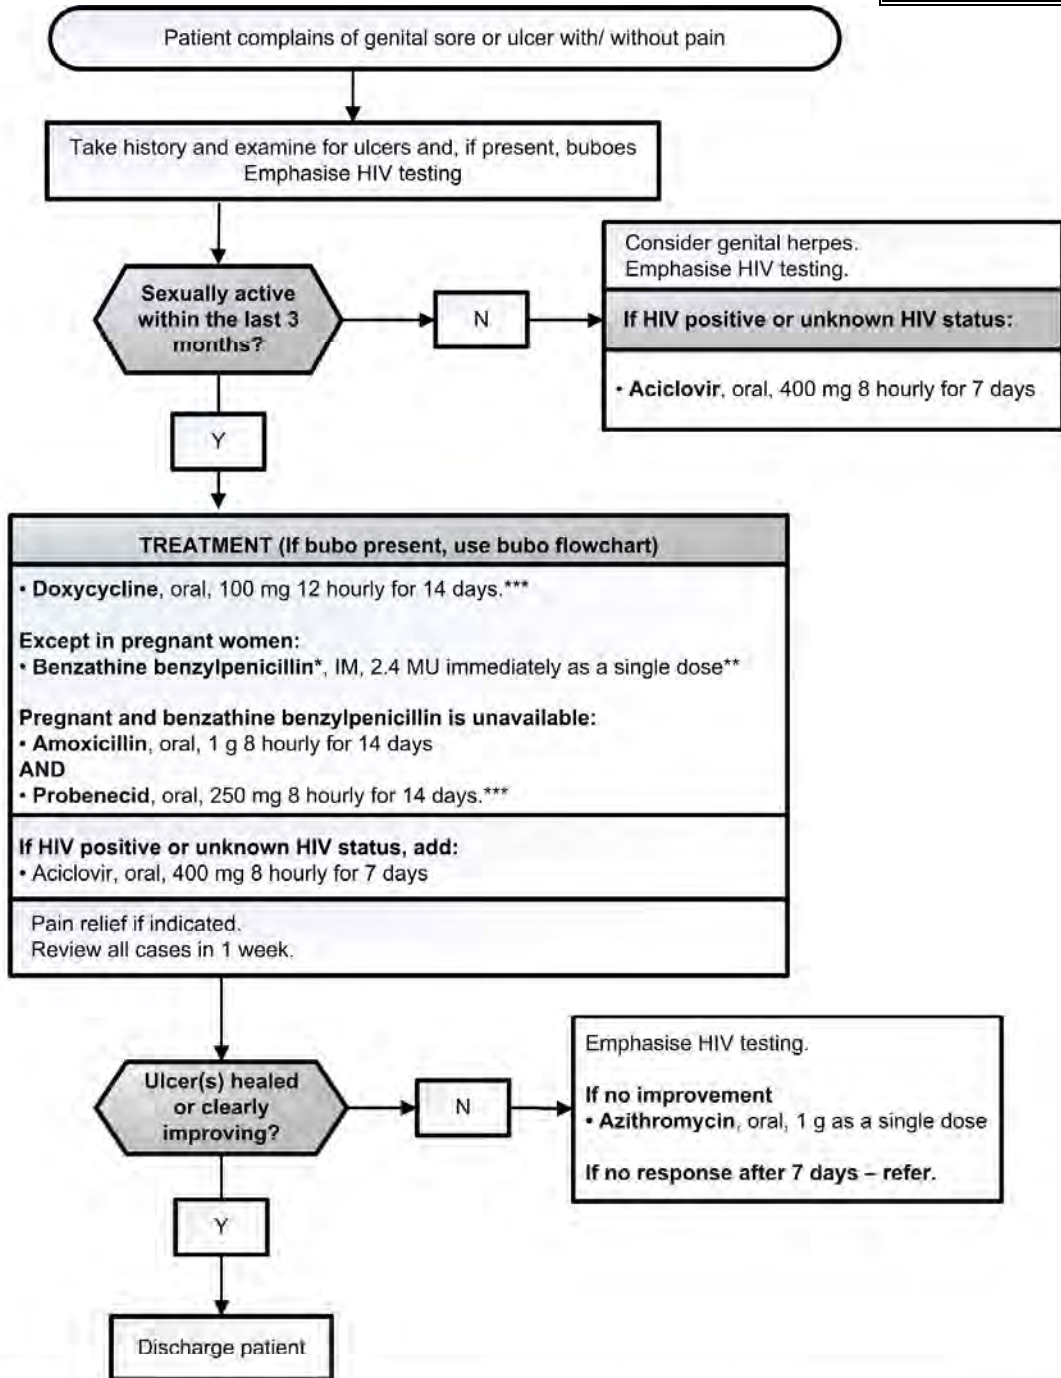 Patient complains of genital sore or ulcer with/ without pain
Take history and examine for ulcers and, if present, buboes
Emphasise HIV testing
Sexually active
within the last 3
months?
N
Consider genital herpes.
Emphasise HIV testing.
If HIV positive or unknown HIV status:
• Aciclovir, oral, 400 mg 8 hourly for 7 days
Y
TREATMENT (If bubo present, use bubo flowchart)
• Doxycycline, oral, 100 mg 12 hourly for 14 days.***
Except in pregnant women:
• Benzathine benzylpenicillin*, IM, 2.4 MU immediately as a single dose**
Pregnant and benzathine benzylpenicillin is unavailable:
• Amoxicillin, oral, 1 g 8 hourly for 14 days
AND
• Probenecid, oral, 250 mg 8 hourly for 14 days.***
If HIV positive or unknown HIV status, add:
• Aciclovir, oral, 400 mg 8 hourly for 7 days
Pain relief if indicated.
Review all cases in 1 week.
Ulcer(s) healed
or clearly
improving?
N
Emphasise HIV testing.
If no improvement
• Azithromycin, oral, 1 g as a single dose
If no response after 7 days – refer.
Y
Discharge patient